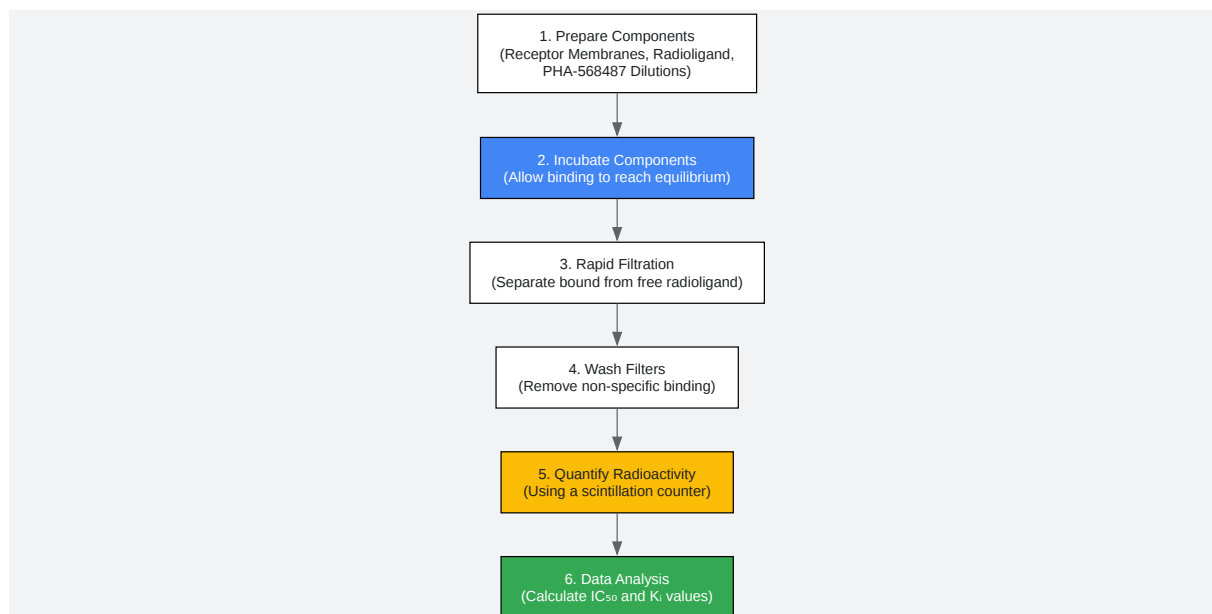 1. Prepare Components
(Receptor Membranes, Radioligand,
PHA-568487 Dilutions)
2. Incubate Components
(Allow binding to reach equilibrium)
3. Rapid Filtration
(Separate bound from free radioligand)
4. Wash Filters
(Remove non-specific binding)
5. Quantify Radioactivity
(Using a scintillation counter)
6. Data Analysis
(Calculate IC₅₀ and Kᵢ values)